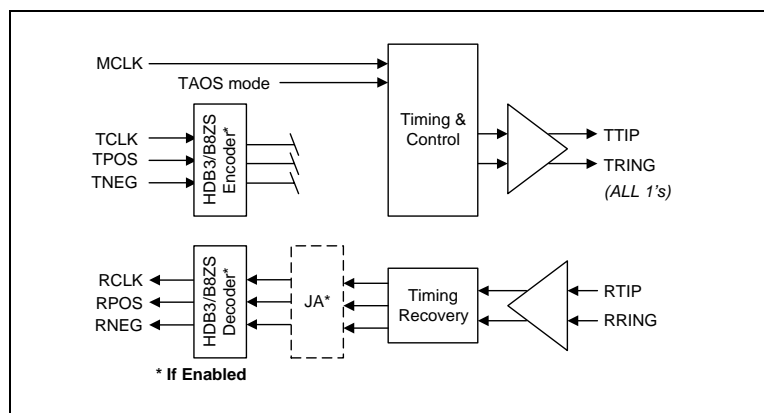 MCLK
TAOS mode
TCLK
TPOS
TNEG
HDB3/B8ZS
Encoder*
Timing &
Control
TTIP
TRING
(ALL 1's)
RCLK
RPOS
RNEG
HDB3/B8ZS
Decoder*
JA*
Timing
Recovery
RTIP
RRING
* If Enabled